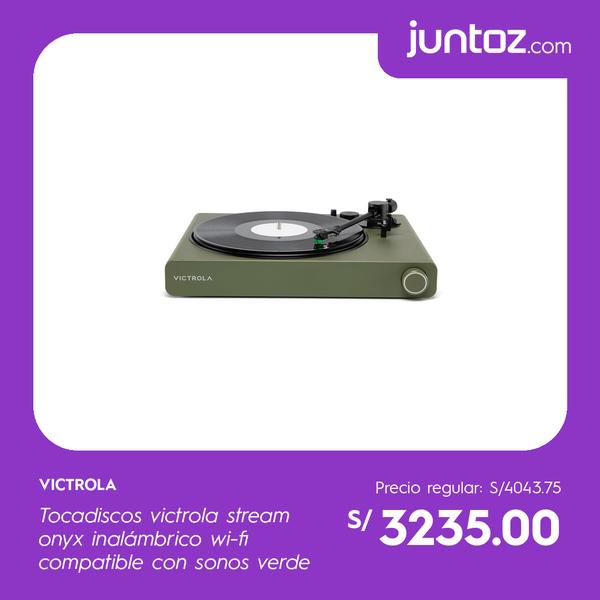 juntoz.com
VICTROLA
VICTROLA
Tocadiscos victrola stream
onyx inalámbrico wi-fi
compatible con sonos verde
Precio regular: S/4043.75
S/ 3235.00